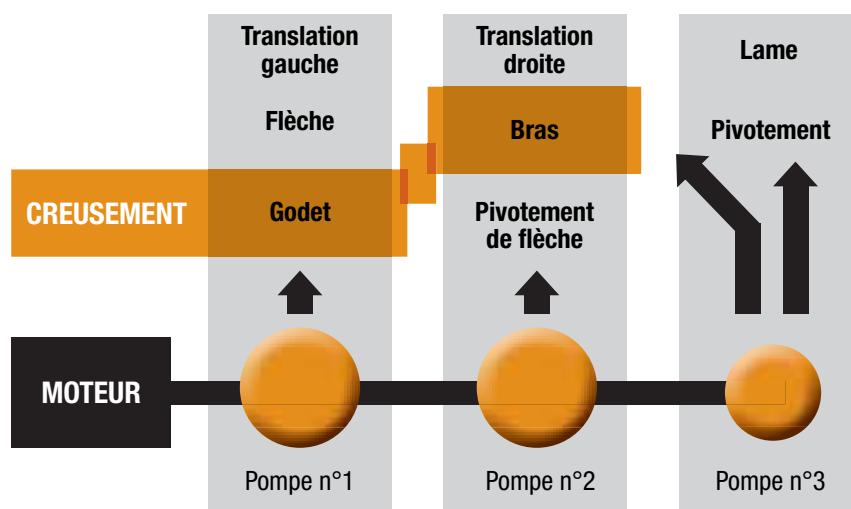 Translation
gauche
Translation
droite
Lame
Flèche
Bras
Pivotement
CREUSEMENT
Godet
Pivotement
de flèche
MOTEUR
Pompe n°1
Pompe n°2
Pompe n°3